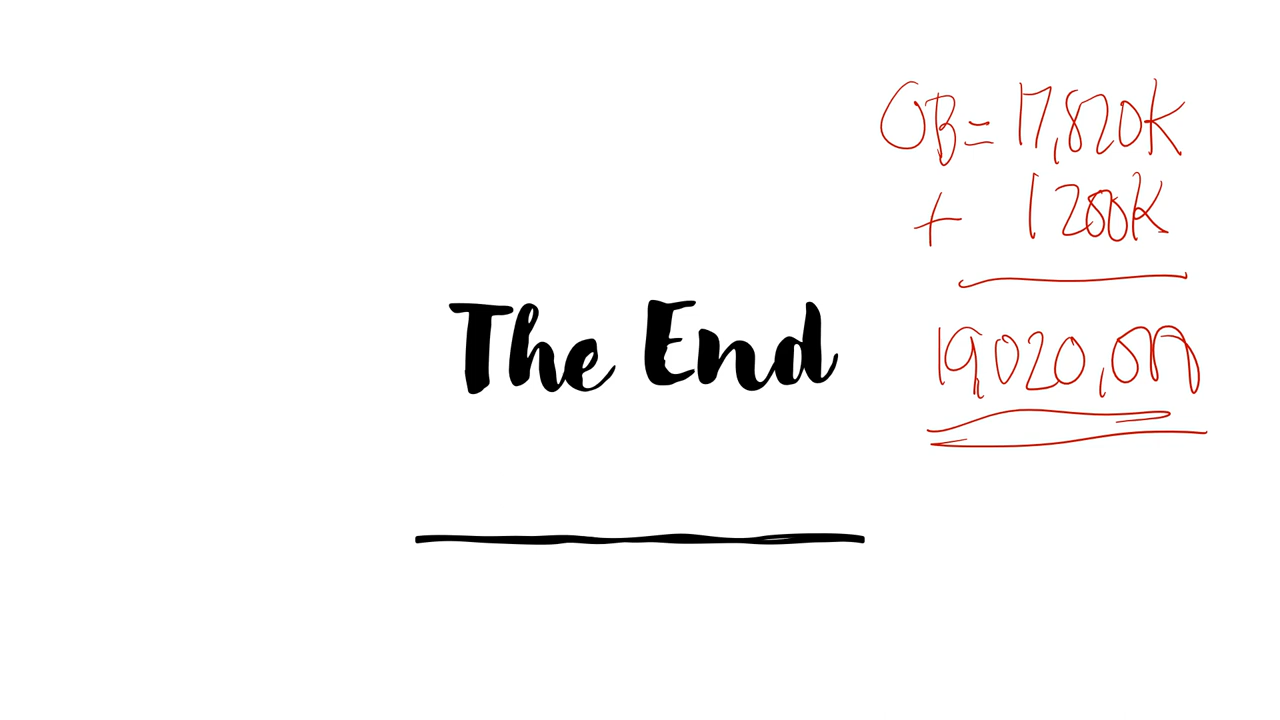 OB = 17,820K
+ 1200K
19,020,000
The End